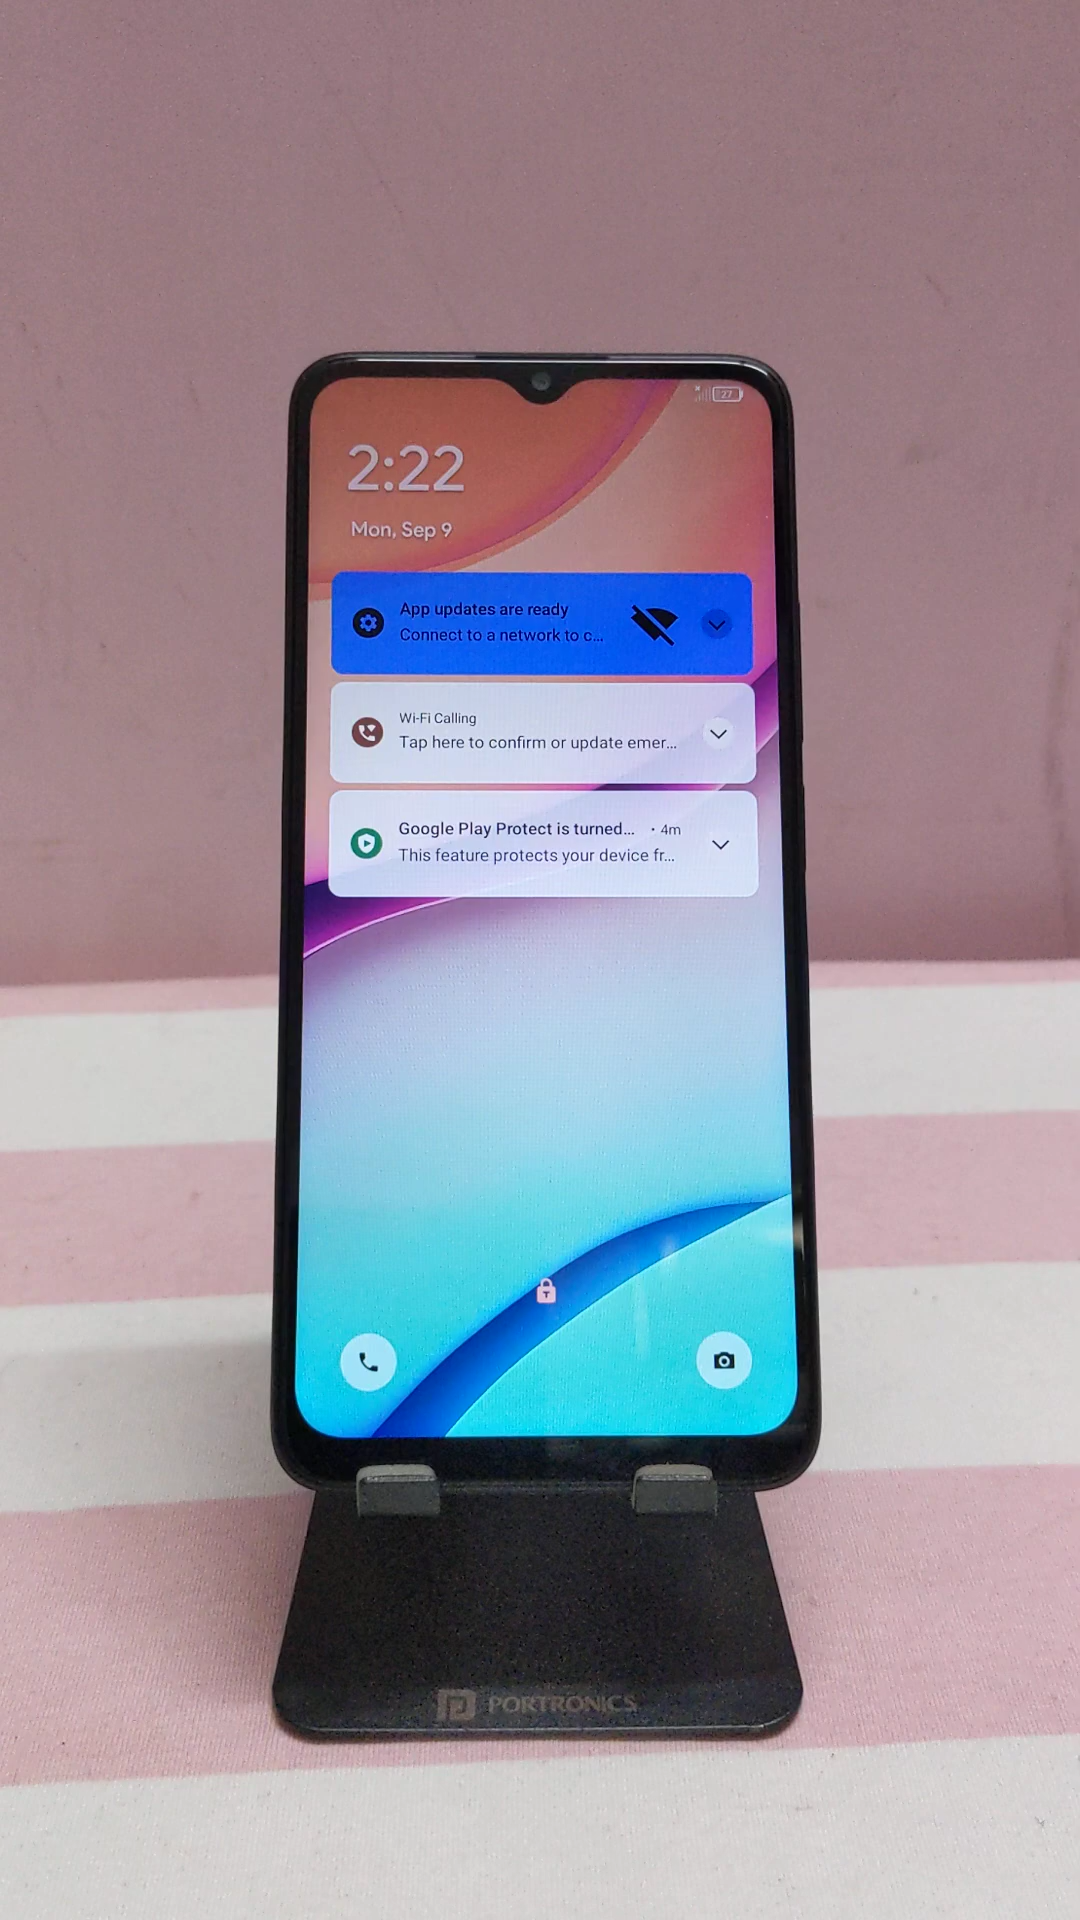 27
2:22
Mon, Sep 9
App updates are ready
Connect to a network to c...
Wi-Fi Calling
Tap here to confirm or update emer...
Google Play Protect is turned... • 4m
This feature protects your device fr...
PORTRONICS